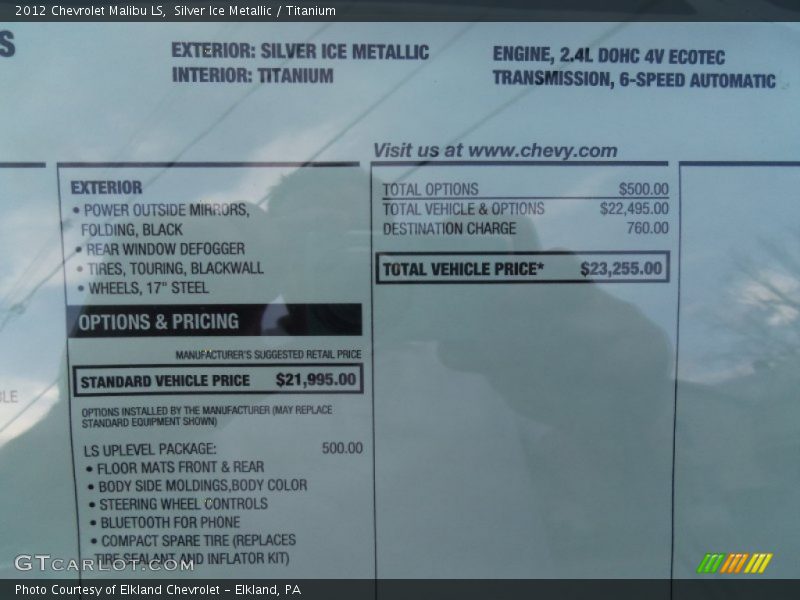 2012 Chevrolet Malibu LS, Silver Ice Metallic / Titanium
S
EXTERIOR: SILVER ICE METALLIC
INTERIOR: TITANIUM
ENGINE, 2.4L DOHC 4V ECOTEC
TRANSMISSION, 6-SPEED AUTOMATIC
Visit us at www.chevy.com
EXTERIOR
• POWER OUTSIDE MIRRORS,
FOLDING, BLACK
• REAR WINDOW DEFOGGER
• TIRES, TOURING, BLACKWALL
• WHEELS, 17" STEEL
OPTIONS & PRICING
MANUFACTURER'S SUGGESTED RETAIL PRICE
STANDARD VEHICLE PRICE $21,995.00
OPTIONS INSTALLED BY THE MANUFACTURER (MAY REPLACE
STANDARD EQUIPMENT SHOWN)
LS UPLEVEL PACKAGE: 500.00
• FLOOR MATS FRONT & REAR
• BODY SIDE MOLDINGS,BODY COLOR
• STEERING WHEEL CONTROLS
• BLUETOOTH FOR PHONE
• COMPACT SPARE TIRE (REPLACES
TIRE SEALANT AND INFLATOR KIT)
TOTAL OPTIONS $500.00
TOTAL VEHICLE & OPTIONS $22,495.00
DESTINATION CHARGE 760.00
TOTAL VEHICLE PRICE* $23,255.00
BLE
GTCARLOT.COM
Photo Courtesy of Elkland Chevrolet - Elkland, PA